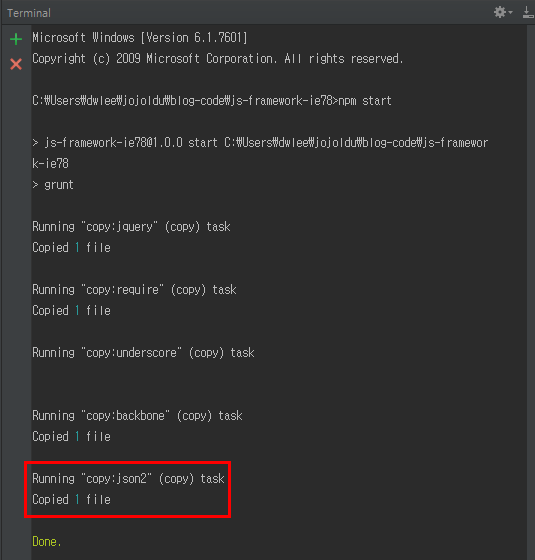 Terminal
Microsoft Windows [Version 6.1.7601]
Copyright (c) 2009 Microsoft Corporation. All rights reserved.
C:₩Users₩dwlee₩jojoldu₩blog-code₩js-framework-ie78>npm start
> js-framework-ie78@1.0.0 start C:₩Users₩dwlee₩jojoldu₩blog-code₩js-framewor
k-ie78
> grunt
Running "copy:jquery" (copy) task
Copied 1 file
Running "copy:require" (copy) task
Copied 1 file
Running "copy:underscore" (copy) task
Running "copy:backbone" (copy) task
Copied 1 file
Running "copy:json2" (copy) task
Copied 1 file
Done.